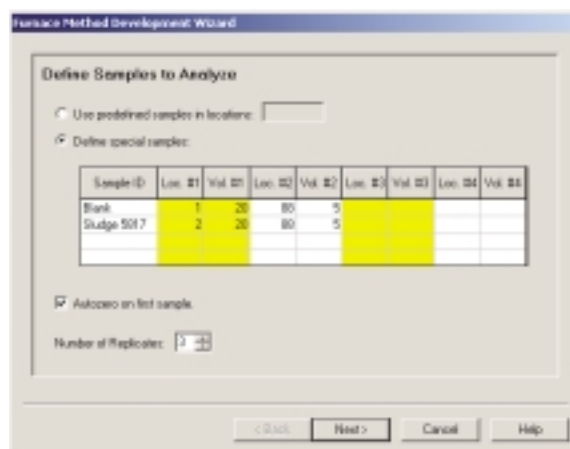 Furnace Method Development Wizard
Define Samples to Analyze
Use predefined samples in locations:
Define special samples:
Sample ID Loc. #1 Vol. #1 Loc. #2 Vol. #2 Loc. #3 Vol. #3 Loc. #4 Vol. #4
Blank 1 20 80 5
Sludge 5017 2 20 80 5
Autozero on first sample.
Number of Replicates: 3
< Back Next > Cancel Help